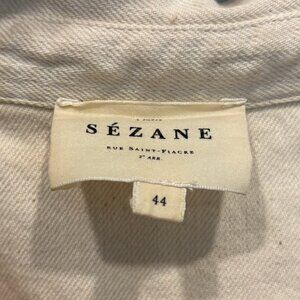 SÉZANE
RUE SAINT-FIACRE
2e ARR.
44